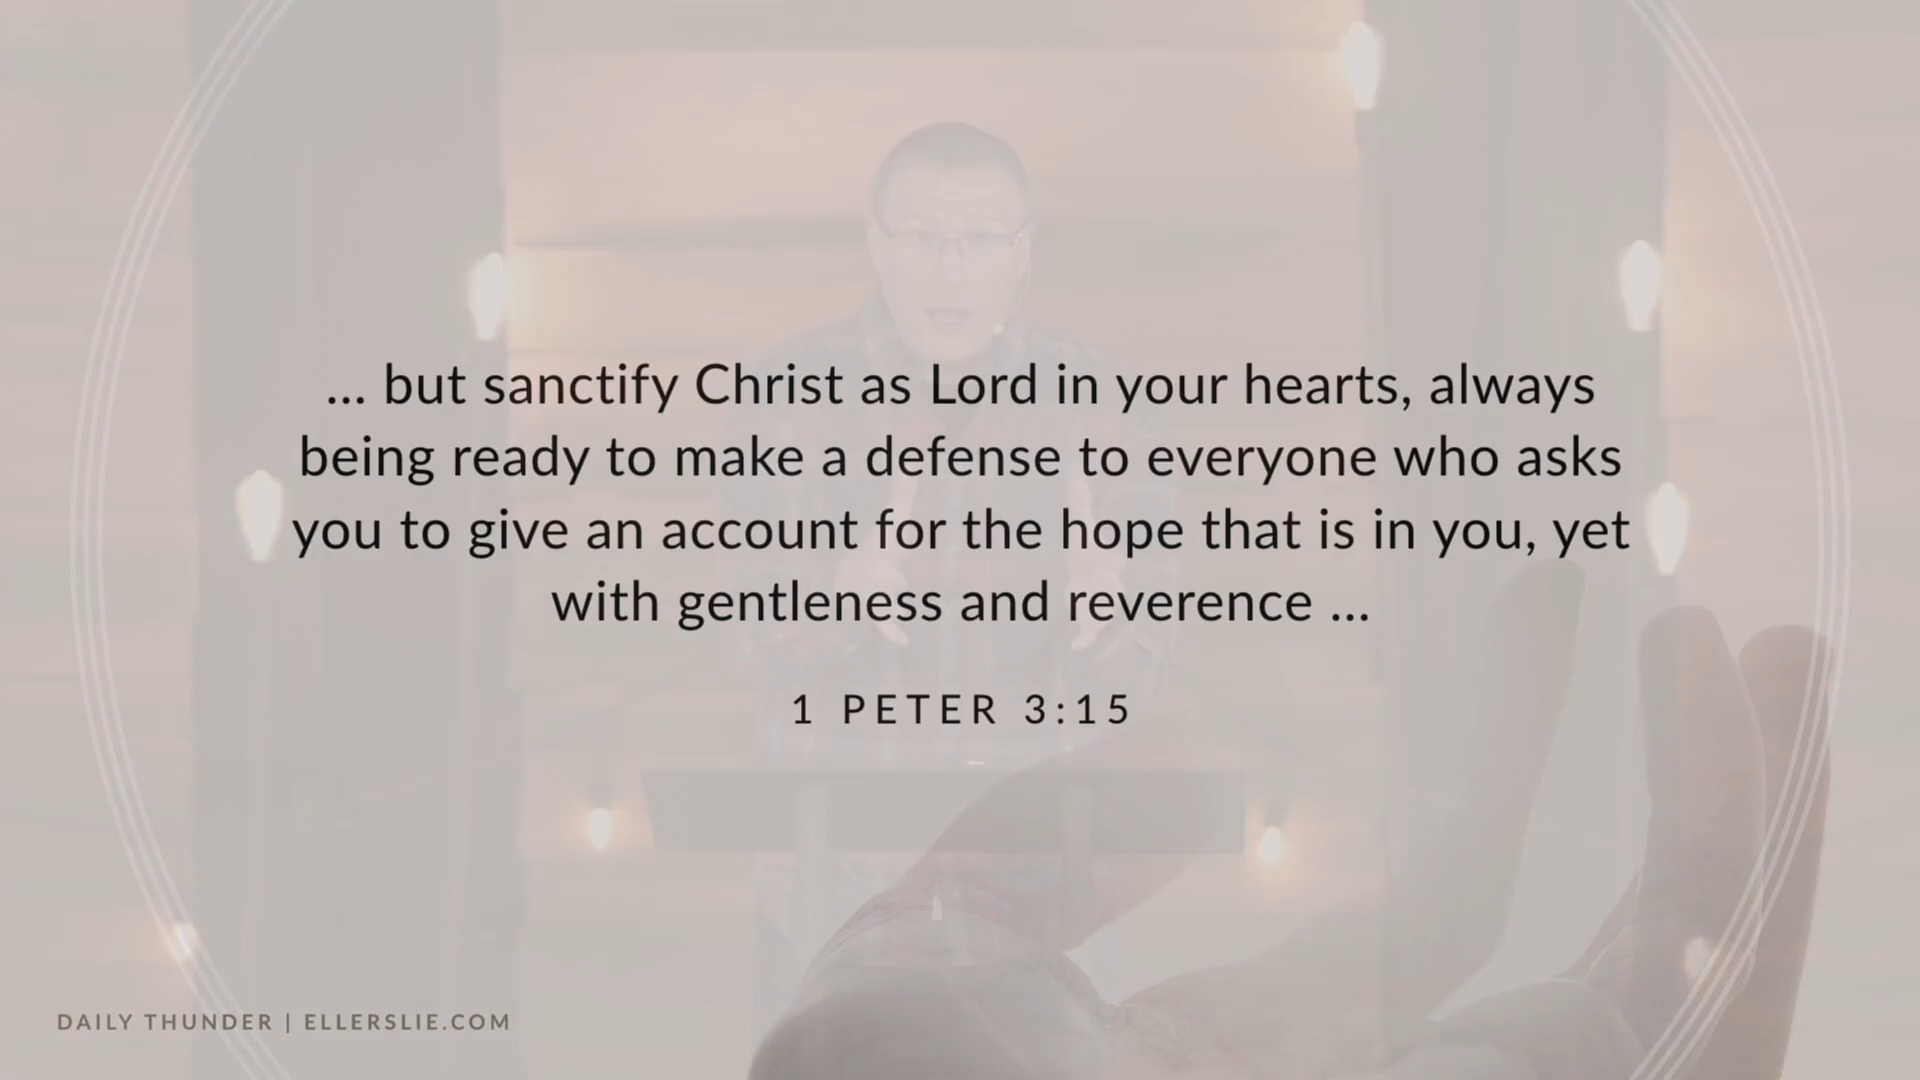 ... but sanctify Christ as Lord in your hearts, always
being ready to make a defense to everyone who asks
you to give an account for the hope that is in you, yet
with gentleness and reverence ...
1 PETER 3:15
DAILY THUNDER | ELLERSLIE.COM